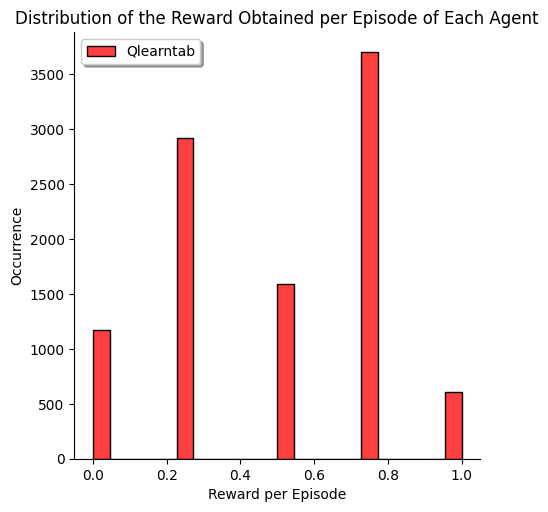 Distribution of the Reward Obtained per Episode of Each Agent
Qlearntab
3500
3000
2500
2000
1500
1000
500
0
Occurrence
0.0 0.2 0.4 0.6 0.8 1.0
Reward per Episode